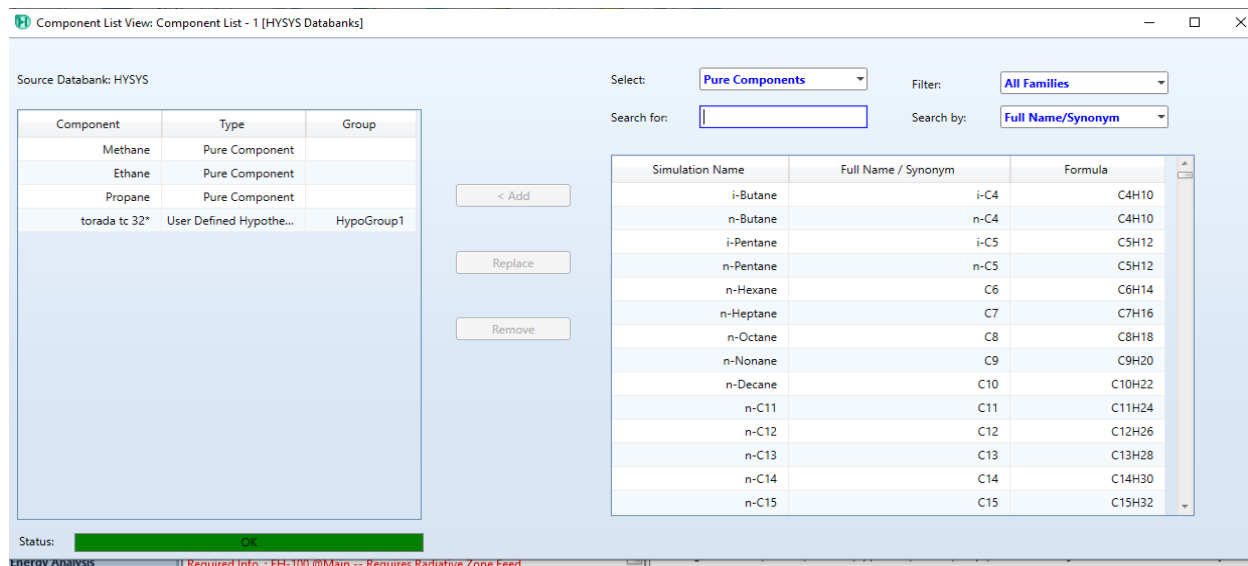 Component List View: Component List - 1 [HYSYS Databanks]
Source Databank: HYSYS
Select: Pure Components Filter: All Families
Search for: Search by: Full Name/Synonym
Component Type Group
Methane Pure Component
Ethane Pure Component
Propane Pure Component
torada tc 32* User Defined Hypothe... HypoGroup1
< Add
Replace
Remove
Simulation Name Full Name / Synonym Formula
i-Butane i-C4 C4H10
n-Butane n-C4 C4H10
i-Pentane i-C5 C5H12
n-Pentane n-C5 C5H12
n-Hexane C6 C6H14
n-Heptane C7 C7H16
n-Octane C8 C8H18
n-Nonane C9 C9H20
n-Decane C10 C10H22
n-C11 C11 C11H24
n-C12 C12 C12H26
n-C13 C13 C13H28
n-C14 C14 C14H30
n-C15 C15 C15H32
Status: OK
Energy Analysis Required Info : FH-100 @Main -- Requires Radiative Zone Feed